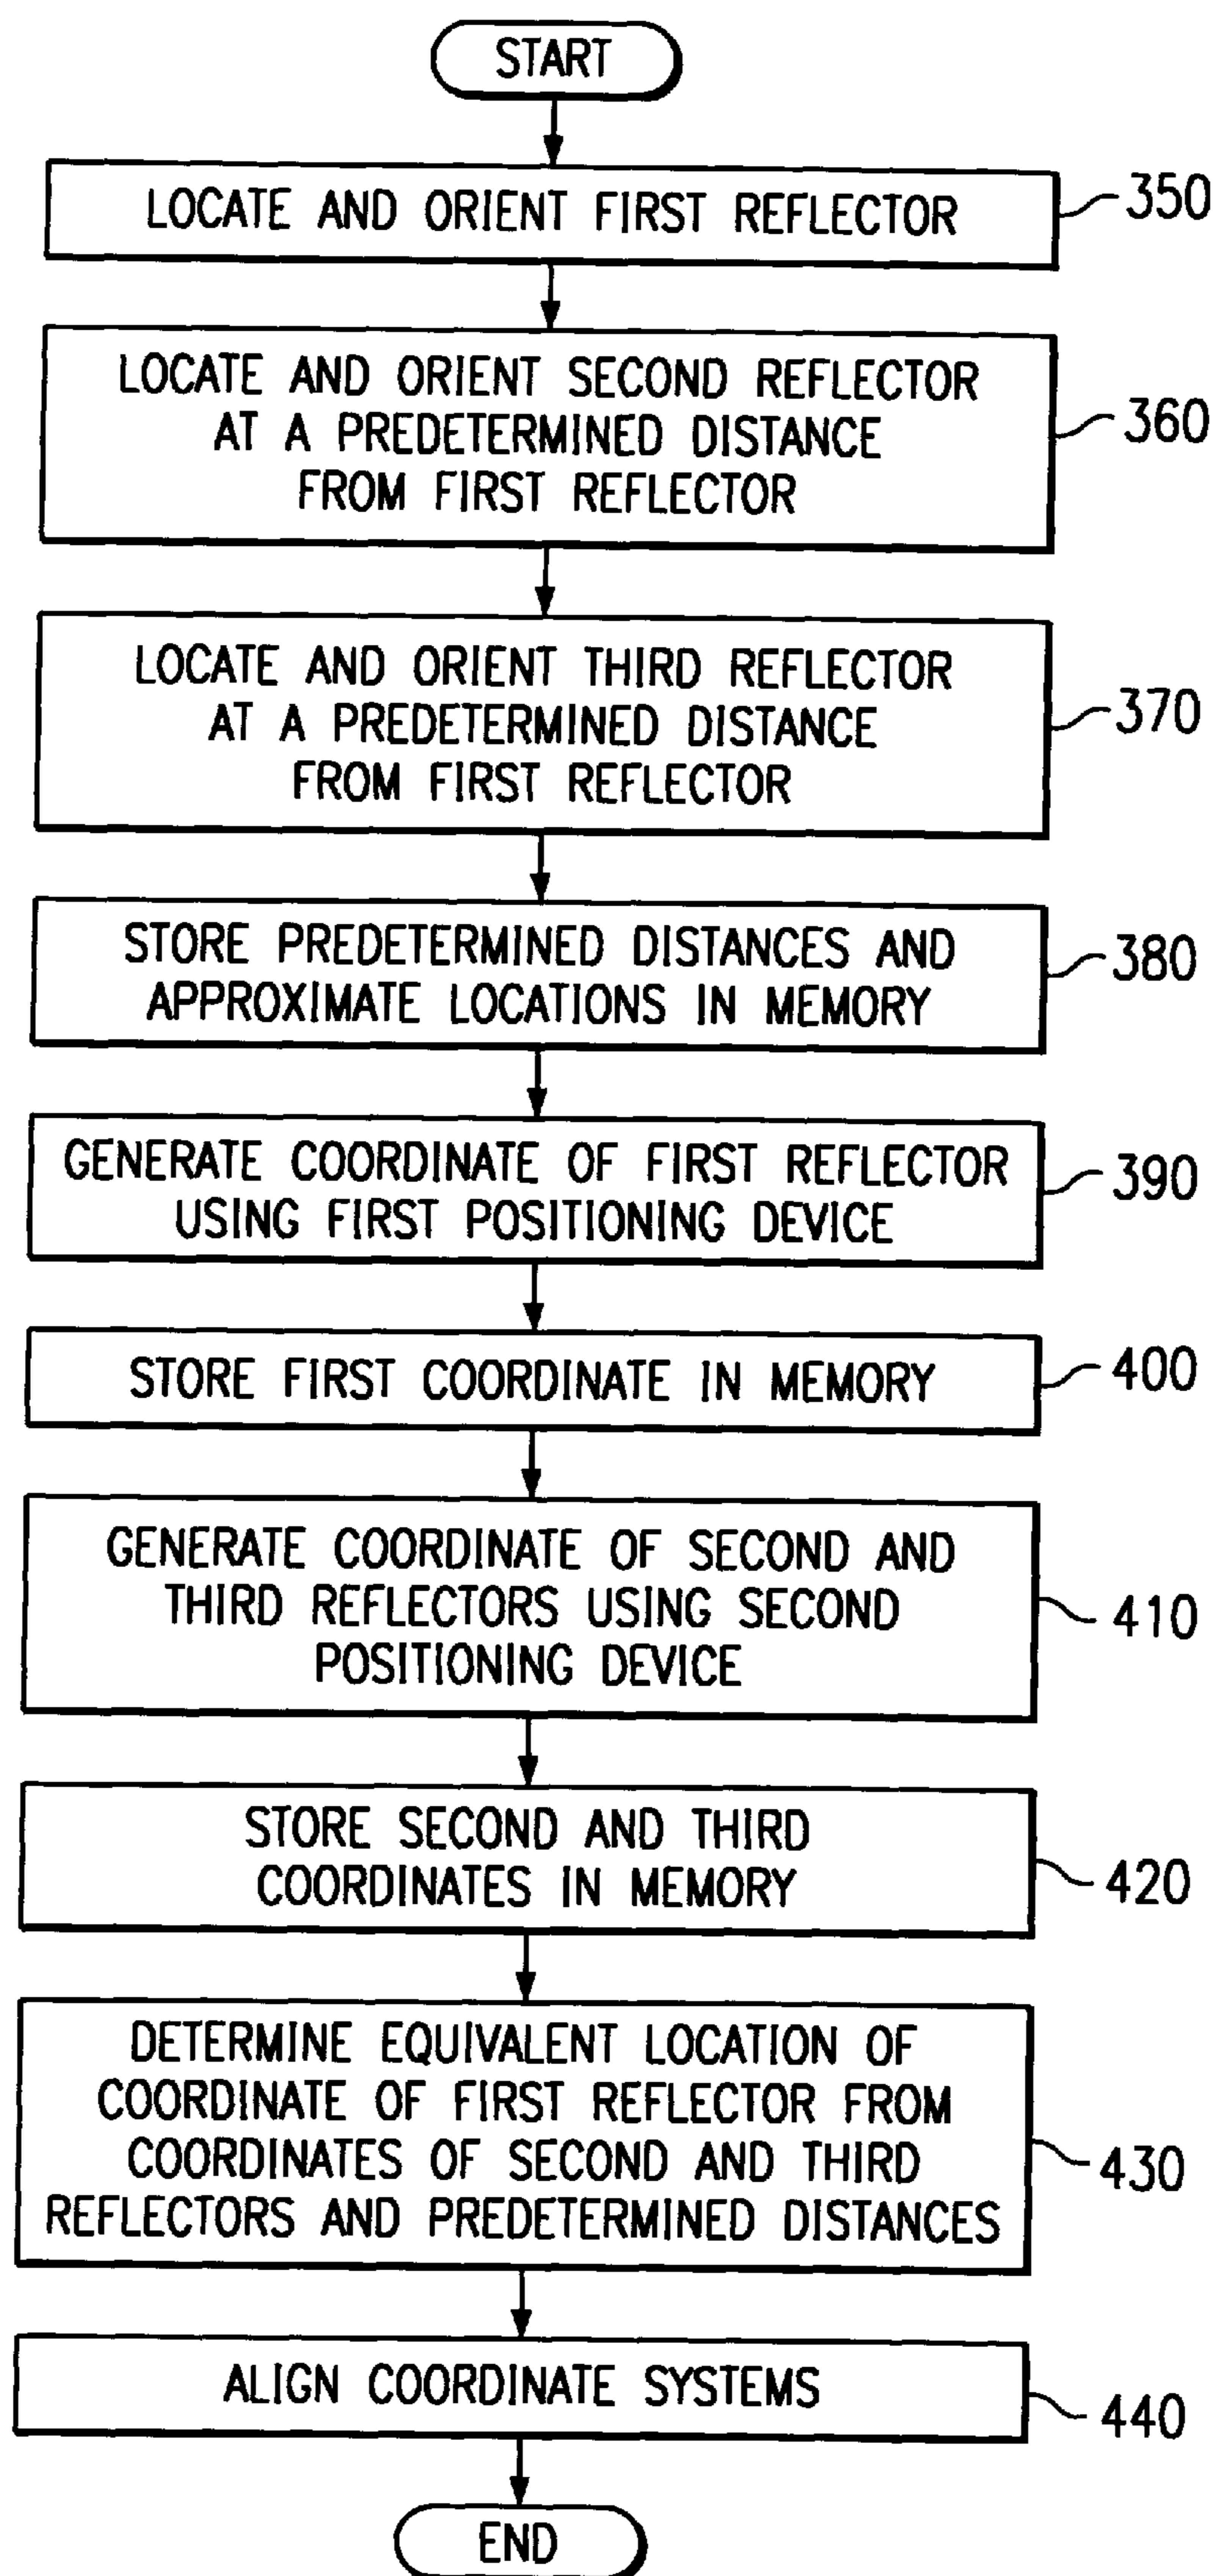 START
LOCATE AND ORIENT FIRST REFLECTOR
350
LOCATE AND ORIENT SECOND REFLECTOR
AT A PREDETERMINED DISTANCE
FROM FIRST REFLECTOR
360
LOCATE AND ORIENT THIRD REFLECTOR
AT A PREDETERMINED DISTANCE
FROM FIRST REFLECTOR
370
STORE PREDETERMINED DISTANCES AND
APPROXIMATE LOCATIONS IN MEMORY
380
GENERATE COORDINATE OF FIRST REFLECTOR
USING FIRST POSITIONING DEVICE
390
STORE FIRST COORDINATE IN MEMORY
400
GENERATE COORDINATE OF SECOND AND
THIRD REFLECTORS USING SECOND
POSITIONING DEVICE
410
STORE SECOND AND THIRD
COORDINATES IN MEMORY
420
DETERMINE EQUIVALENT LOCATION OF
COORDINATE OF FIRST REFLECTOR FROM
COORDINATES OF SECOND AND THIRD
REFLECTORS AND PREDETERMINED DISTANCES
430
ALIGN COORDINATE SYSTEMS
440
END